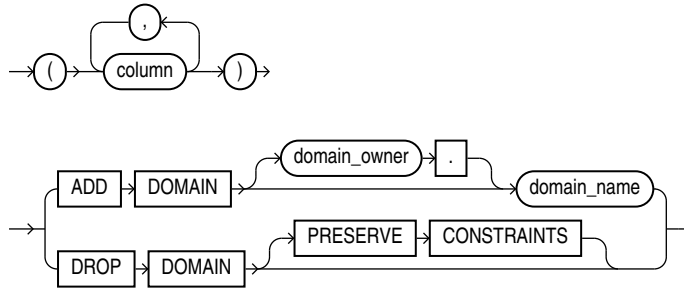 ,
( column )
domain_owner .
ADD DOMAIN domain_name
PRESERVE CONSTRAINTS
DROP DOMAIN